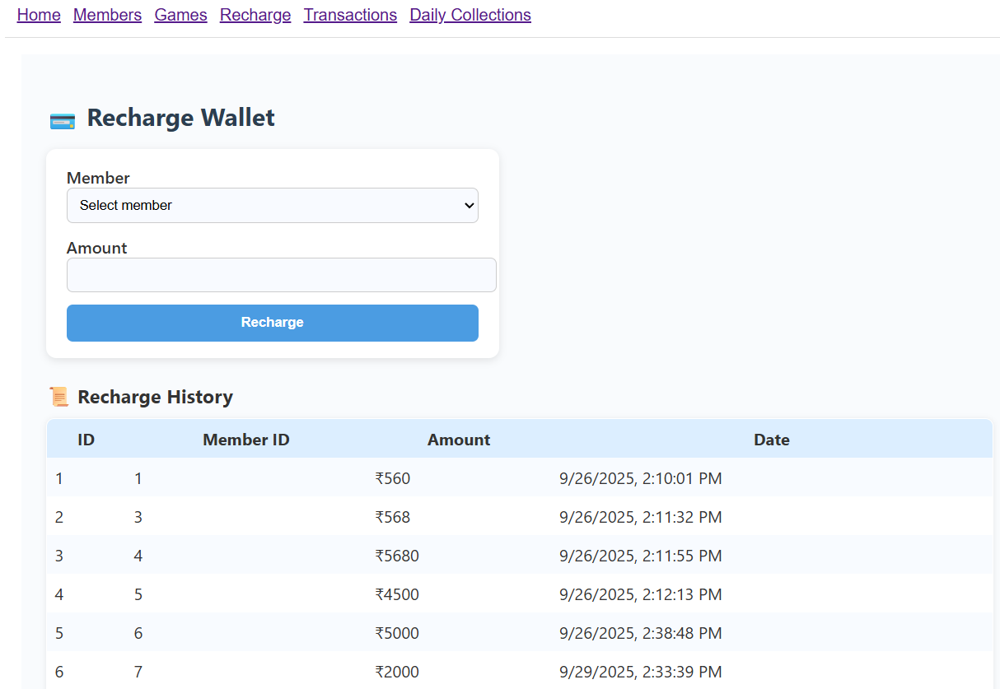 Home Members Games Recharge Transactions Daily Collections
Recharge Wallet
Member
Select member
Amount
Recharge
Recharge History
ID Member ID Amount Date
1 1 ₹560 9/26/2025, 2:10:01 PM
2 3 ₹568 9/26/2025, 2:11:32 PM
3 4 ₹5680 9/26/2025, 2:11:55 PM
4 5 ₹4500 9/26/2025, 2:12:13 PM
5 6 ₹5000 9/26/2025, 2:38:48 PM
6 7 ₹2000 9/29/2025, 2:33:39 PM